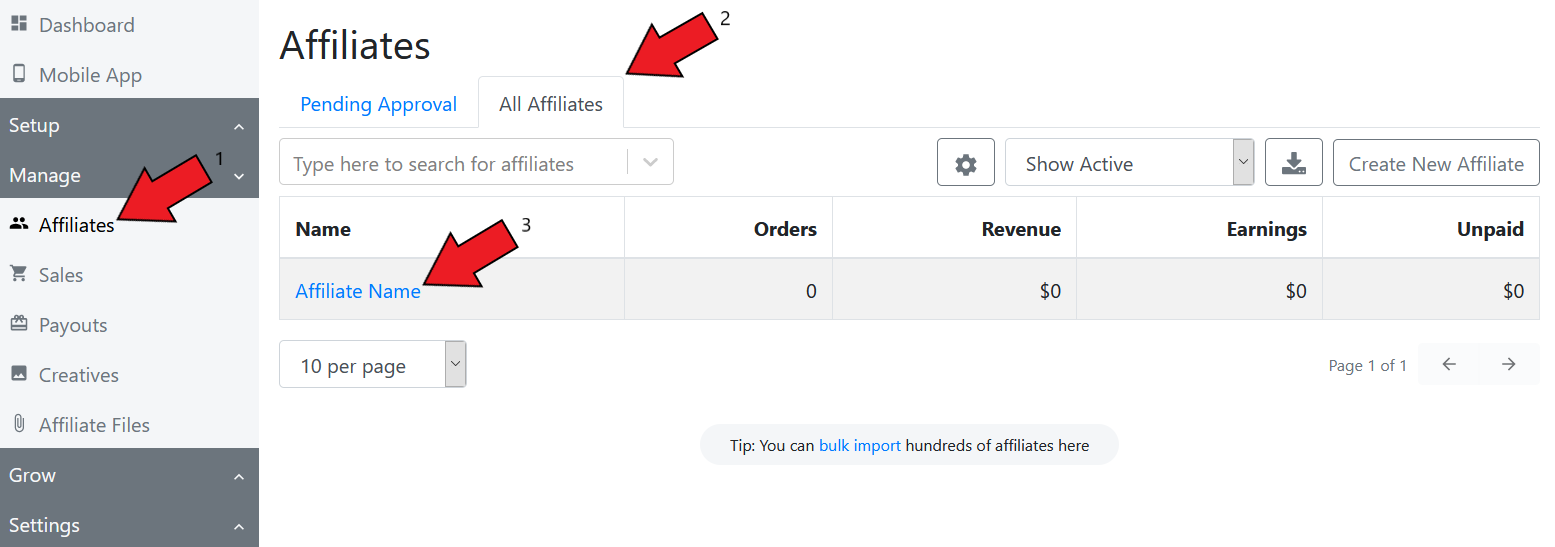 Dashboard
Mobile App
Setup
Manage
1
Affiliates
Sales
Payouts
Creatives
Affiliate Files
Grow
Settings
Affiliates
2
Pending Approval All Affiliates
Type here to search for affiliates Show Active Create New Affiliate
Name Orders Revenue Earnings Unpaid
3
Affiliate Name 0 $0 $0 $0
10 per page Page 1 of 1
Tip: You can bulk import hundreds of affiliates here